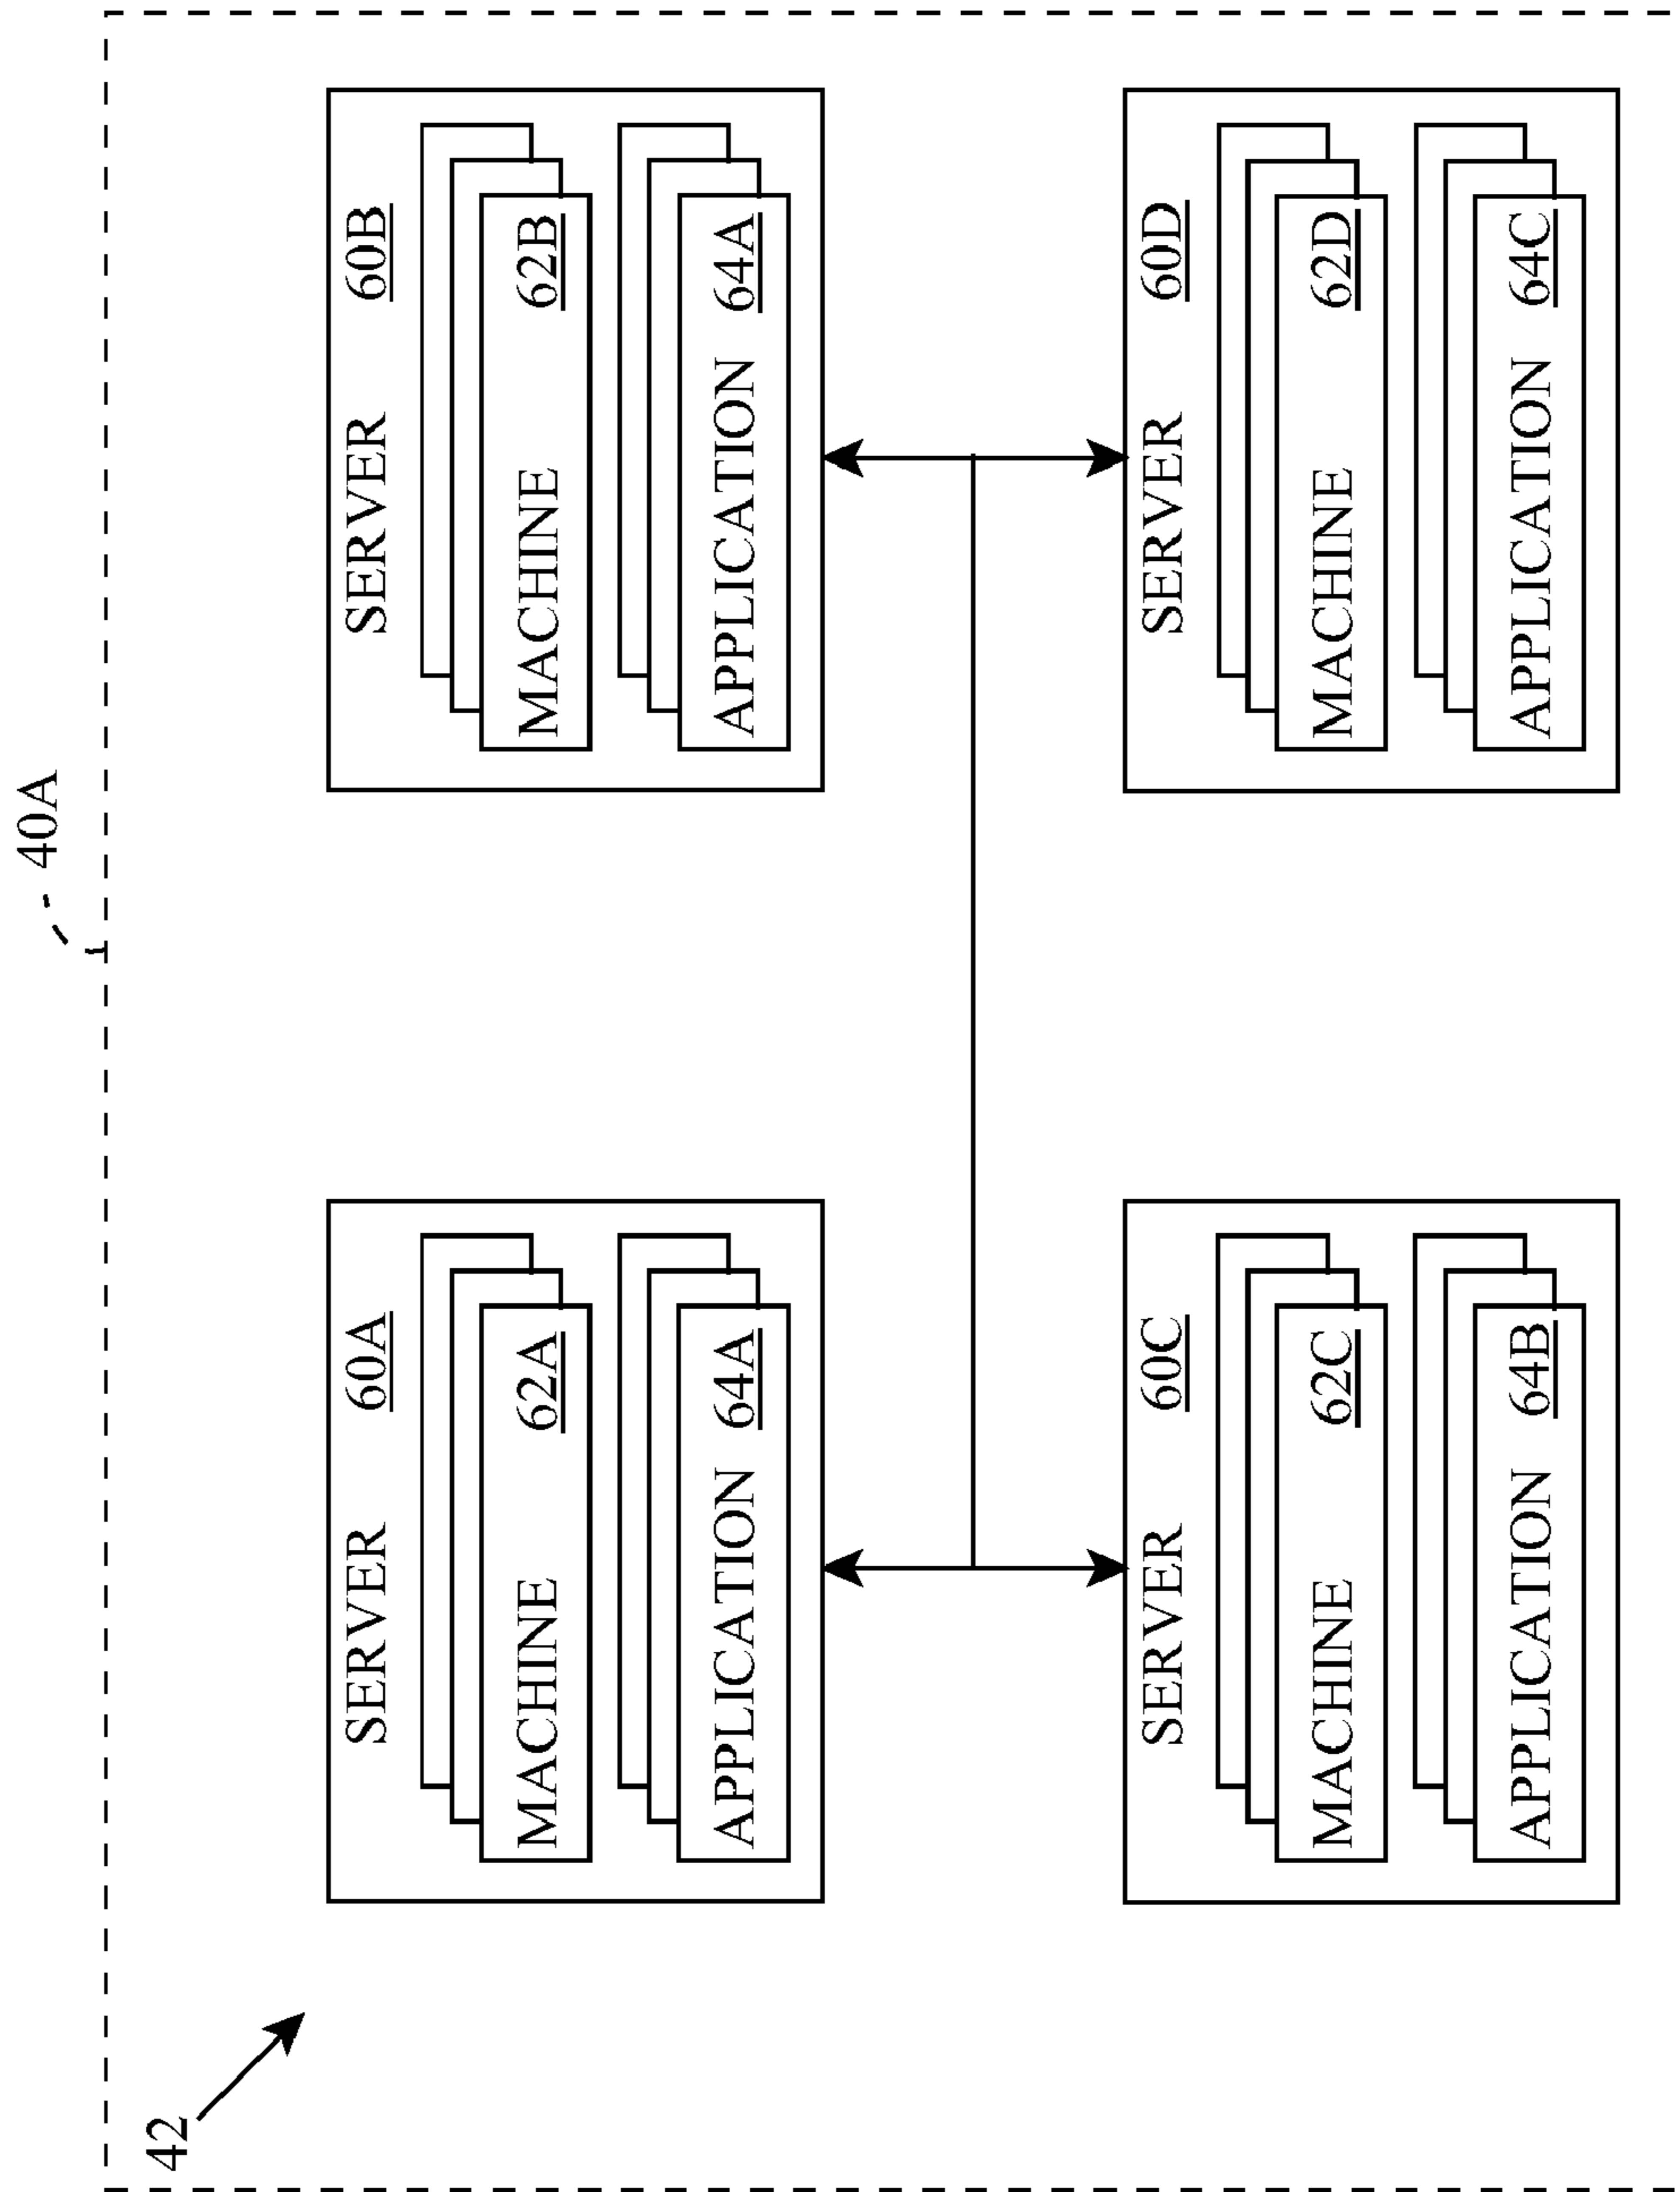 40A
42
SERVER 60A
MACHINE 62A
APPLICATION 64A
SERVER 60B
MACHINE 62B
APPLICATION 64A
SERVER 60C
MACHINE 62C
APPLICATION 64B
SERVER 60D
MACHINE 62D
APPLICATION 64C